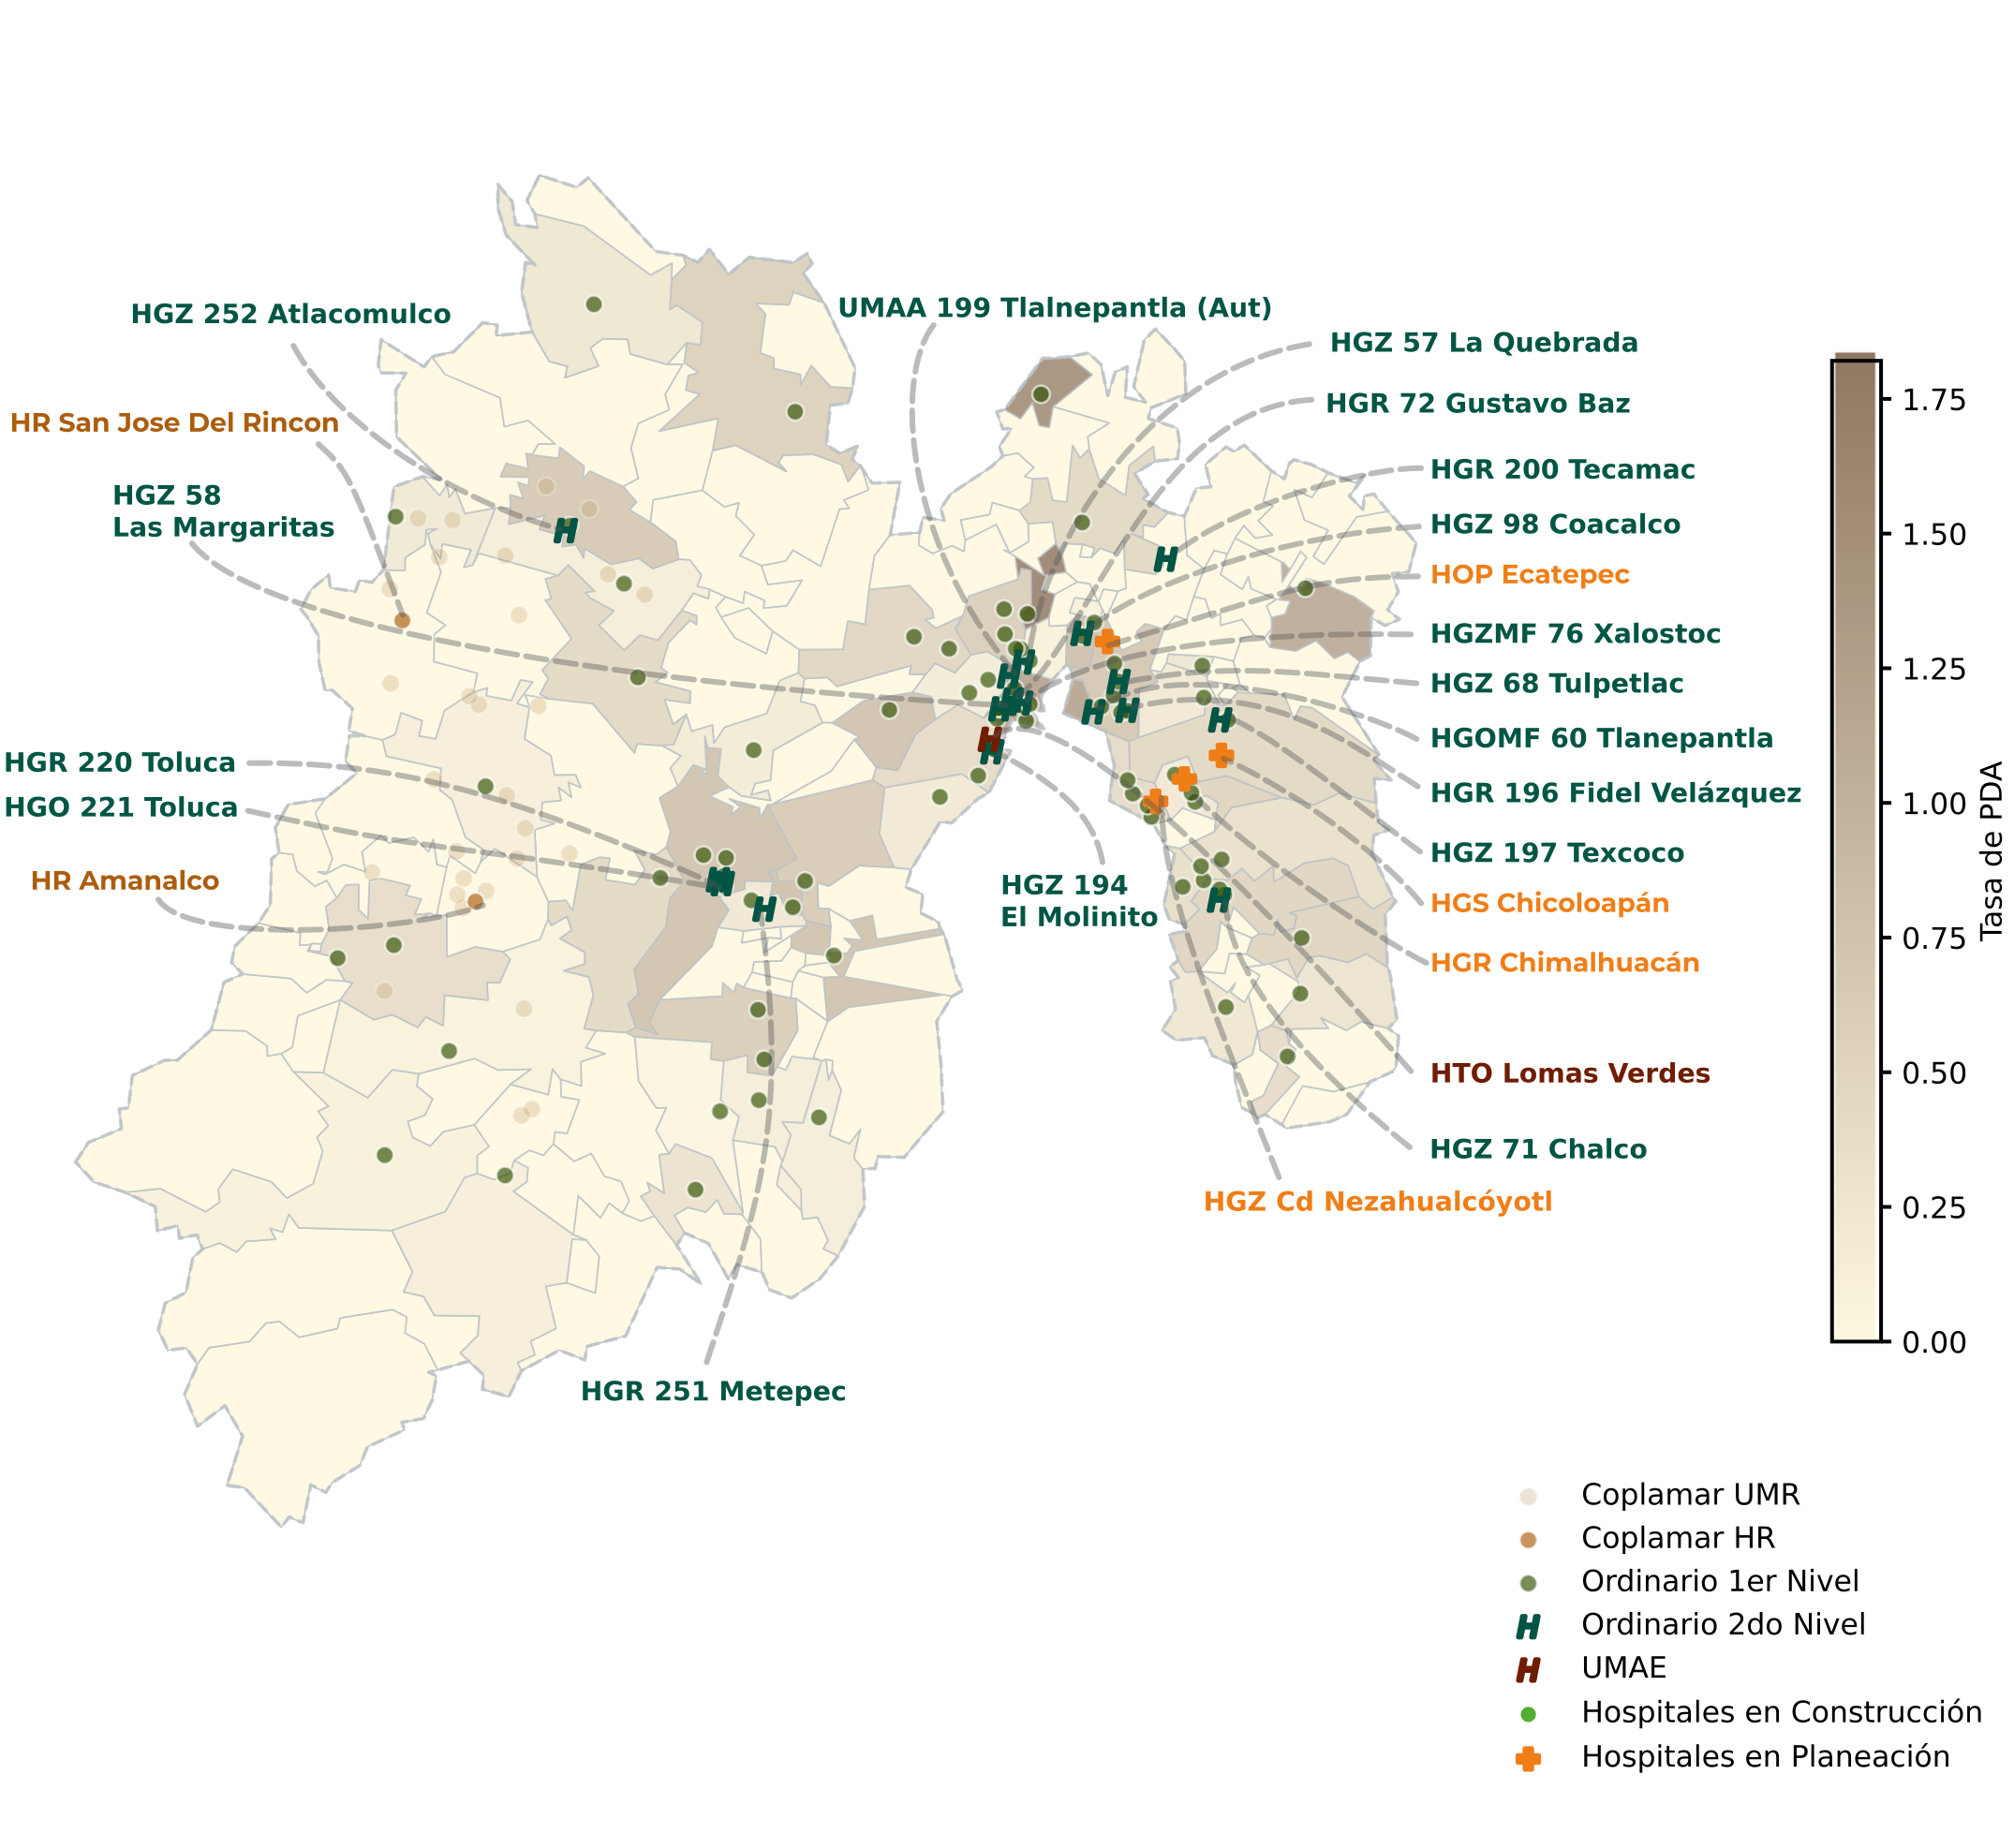 HGZ 252 Atlacomulco
UMAA 199 Tlalnepantla (Aut)
HGZ 57 La Quebrada
HR San Jose Del Rincon
HGR 72 Gustavo Baz
HGZ 58
Las Margaritas
HGR 200 Tecamac
HGZ 98 Coacalco
HOP Ecatepec
HGZMF 76 Xalostoc
HGZ 68 Tulpetlac
HGOMF 60 Tlanepantla
HGR 220 Toluca
HGO 221 Toluca
HGR 196 Fidel Velázquez
HGZ 197 Texcoco
HR Amanalco
HGZ 194
El Molinito
HGS Chicoloapán
HGR Chimalhuacán
HTO Lomas Verdes
HGZ 71 Chalco
HGZ Cd Nezahualcóyotl
HGR 251 Metepec
1.75
1.50
1.25
1.00
0.75
0.50
0.25
0.00
Tasa de PDA
Coplamar UMR
Coplamar HR
Ordinario 1er Nivel
Ordinario 2do Nivel
UMAE
Hospitales en Construcción
Hospitales en Planeación